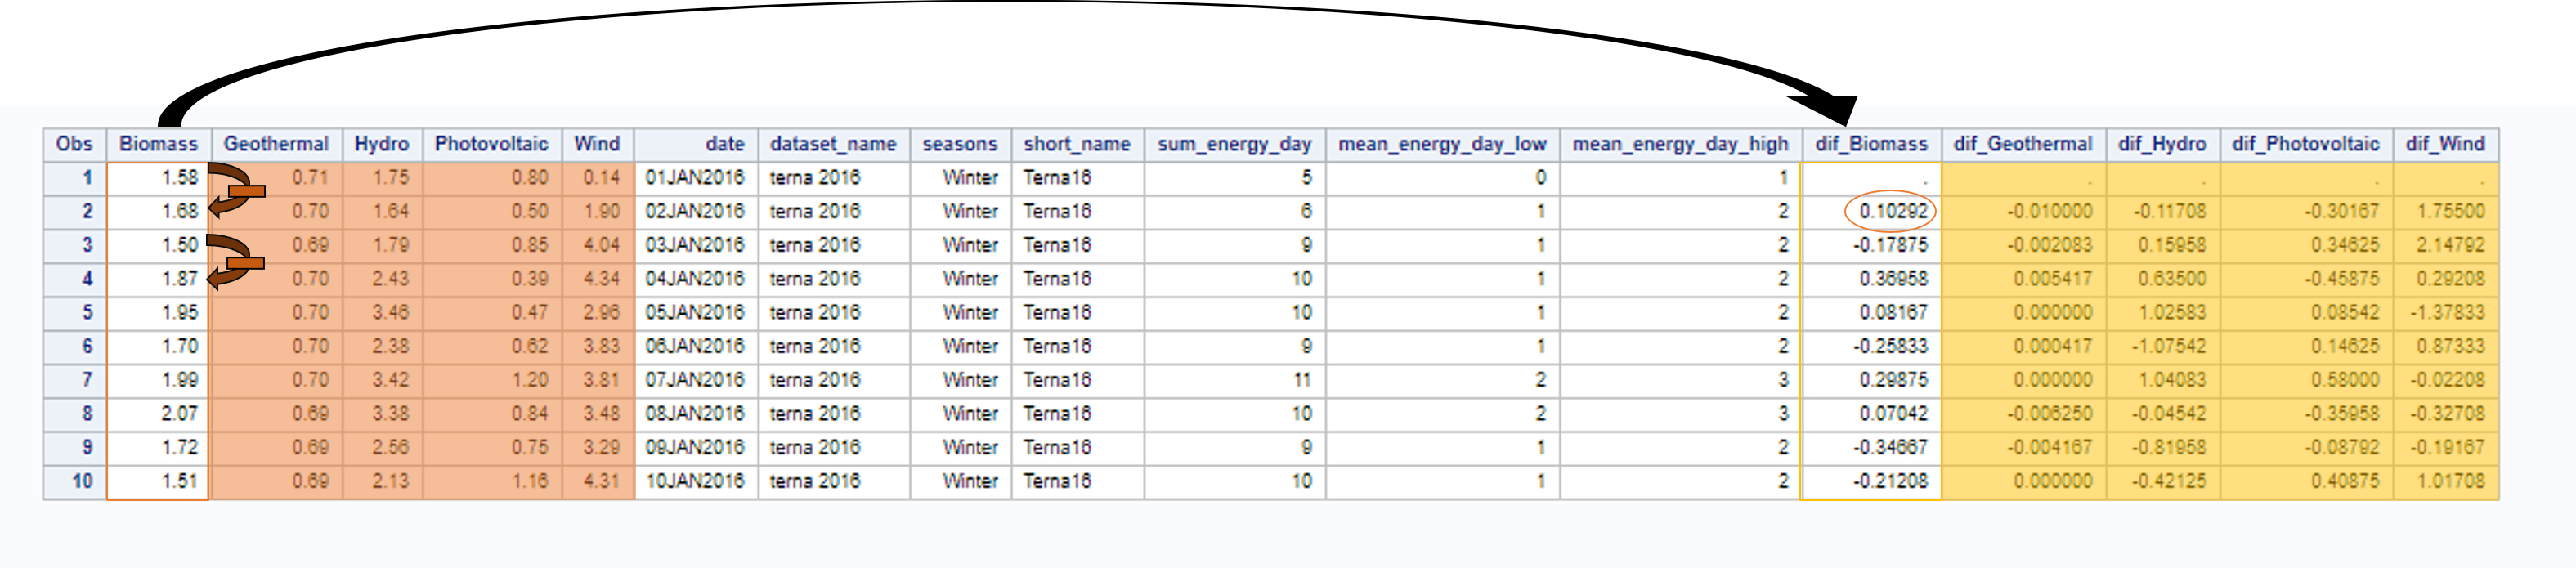 Obs Biomass Geothermal Hydro Photovoltaic Wind date dataset_name seasons short_name sum_energy_day mean_energy_day_low mean_energy_day_high dif_Biomass dif_Geothermal dif_Hydro dif_Photovoltaic dif_Wind
1 1.58 0.71 1.75 0.80 0.14 01JAN2016 terna 2016 Winter Terna16 5 0 1 . . . . .
2 1.68 0.70 1.64 0.50 1.90 02JAN2016 terna 2016 Winter Terna16 6 1 2 0.10292 -0.010000 -0.11708 -0.30167 1.75500
3 1.50 0.69 1.79 0.85 4.04 03JAN2016 terna 2016 Winter Terna16 9 1 2 -0.17875 -0.002083 0.15958 0.34625 2.14792
4 1.87 0.70 2.43 0.39 4.34 04JAN2016 terna 2016 Winter Terna16 10 1 2 0.36958 0.005417 0.63500 -0.45875 0.29208
5 1.95 0.70 3.46 0.47 2.96 05JAN2016 terna 2016 Winter Terna16 10 1 2 0.08167 0.000000 1.02583 0.08542 -1.37833
6 1.70 0.70 2.38 0.62 3.83 06JAN2016 terna 2016 Winter Terna16 9 1 2 -0.25833 0.000417 -1.07542 0.14625 0.87333
7 1.99 0.70 3.42 1.20 3.81 07JAN2016 terna 2016 Winter Terna16 11 2 3 0.29875 0.000000 1.04083 0.58000 -0.02208
8 2.07 0.69 3.38 0.84 3.48 08JAN2016 terna 2016 Winter Terna16 10 2 3 0.07042 -0.006250 -0.04542 -0.35958 -0.32708
9 1.72 0.69 2.56 0.75 3.29 09JAN2016 terna 2016 Winter Terna16 9 1 2 -0.34667 -0.004167 -0.81958 -0.08792 -0.19167
10 1.51 0.69 2.13 1.16 4.31 10JAN2016 terna 2016 Winter Terna16 10 1 2 -0.21208 0.000000 -0.42125 0.40875 1.01708